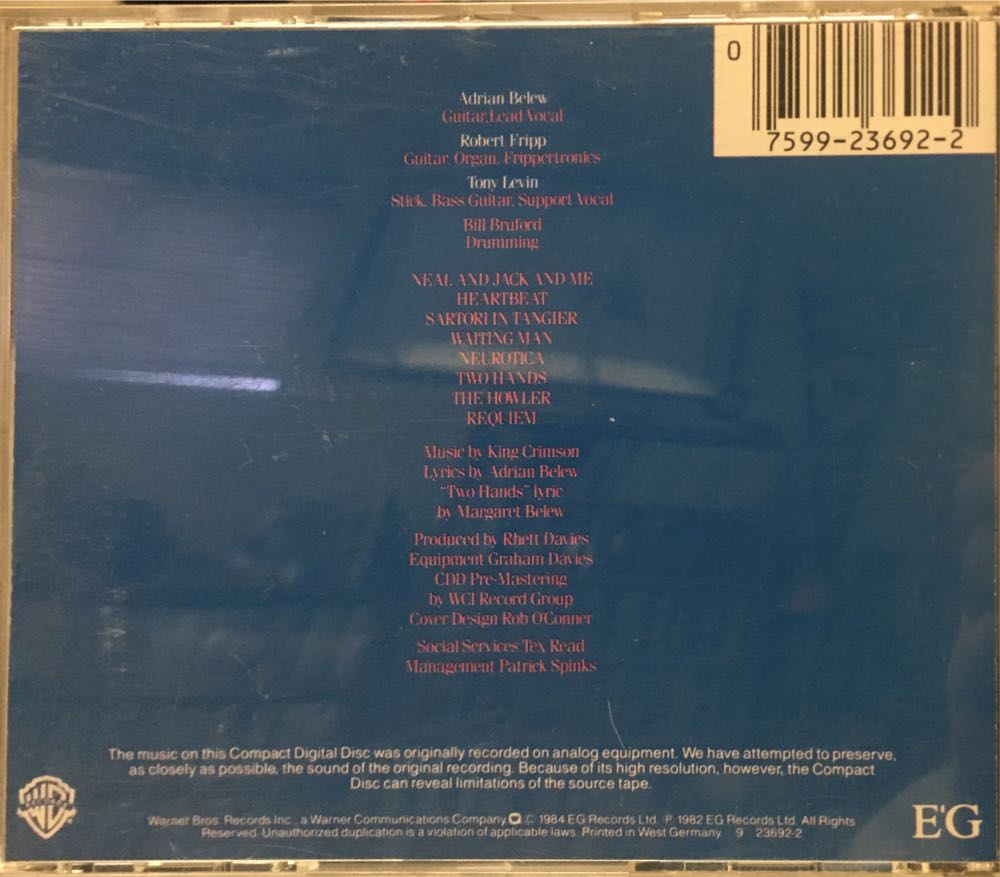 0
7599-23692-2
Adrian Belew
Guitar, Lead Vocal
Robert Fripp
Guitar, Organ, Frippertronics
Tony Levin
Stick, Bass Guitar, Support Vocal
Bill Bruford
Drumming
NEAL AND JACK AND ME
HEARTBEAT
SARTORI IN TANGIER
WAITING MAN
NEUROTICA
TWO HANDS
THE HOWLER
REQUIEM
Music by King Crimson
Lyrics by Adrian Belew
"Two Hands" lyric
by Margaret Belew
Produced by Rhett Davies
Equipment Graham Davies
CDD Pre-Mastering
by WCI Record Group
Cover Design Rob O'Conner
Social Services Tex Read
Management Patrick Spinks
The music on this Compact Digital Disc was originally recorded on analog equipment. We have attempted to preserve,
as closely as possible, the sound of the original recording. Because of its high resolution, however, the Compact
Disc can reveal limitations of the source tape.
Warner Bros. Records Inc., a Warner Communications Company © 1984 EG Records Ltd. ℗ 1982 EG Records Ltd. All Rights
Reserved. Unauthorized duplication is a violation of applicable laws. Printed in West Germany. 9 23692-2
E'G